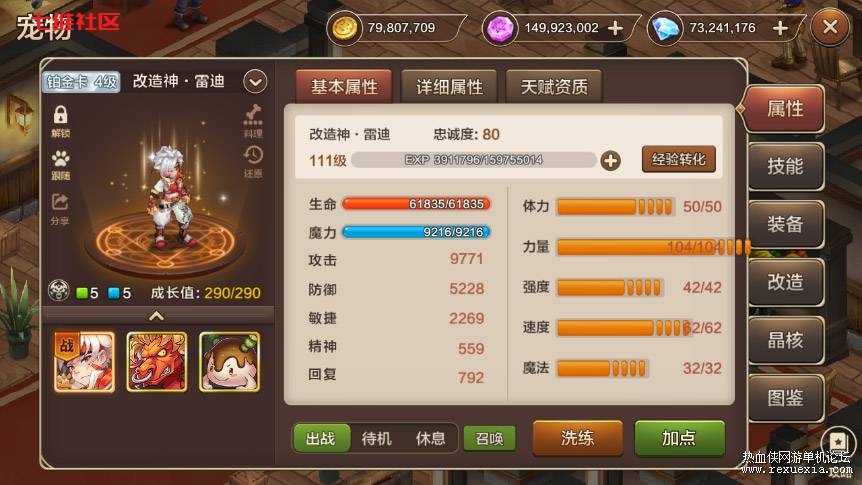 宠物
社区
79,807,709
149,923,002
73,241,176
铂金卡 4级 改造神·雷迪
解锁
料理
跟随
还原
分享
5 5 成长值: 290/290
战
基本属性 详细属性 天赋资质
改造神·雷迪 忠诚度: 80
111级 EXP 3911796/159755014 经验转化
生命 61835/61835
魔力 9216/9216
攻击 9771
防御 5228
敏捷 2269
精神 559
回复 792
体力 50/50
力量 104/104
强度 42/42
速度 62/62
魔法 32/32
出战 待机 休息 召唤 洗练 加点
属性
技能
装备
改造
晶核
图鉴
热血侠网游单机论坛
www.rexuexia.com